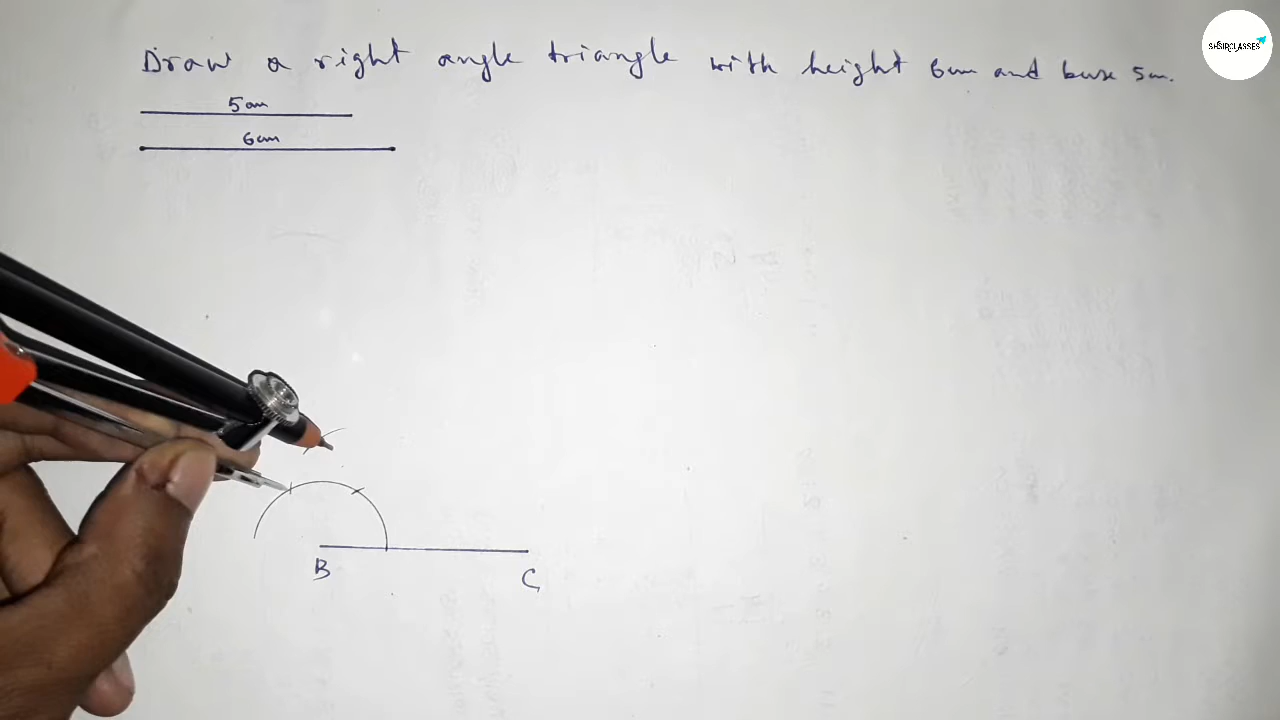 Draw a right angle triangle with height 6cm and base 5cm.
5cm
6cm
B
C
SHSIRCLASSES